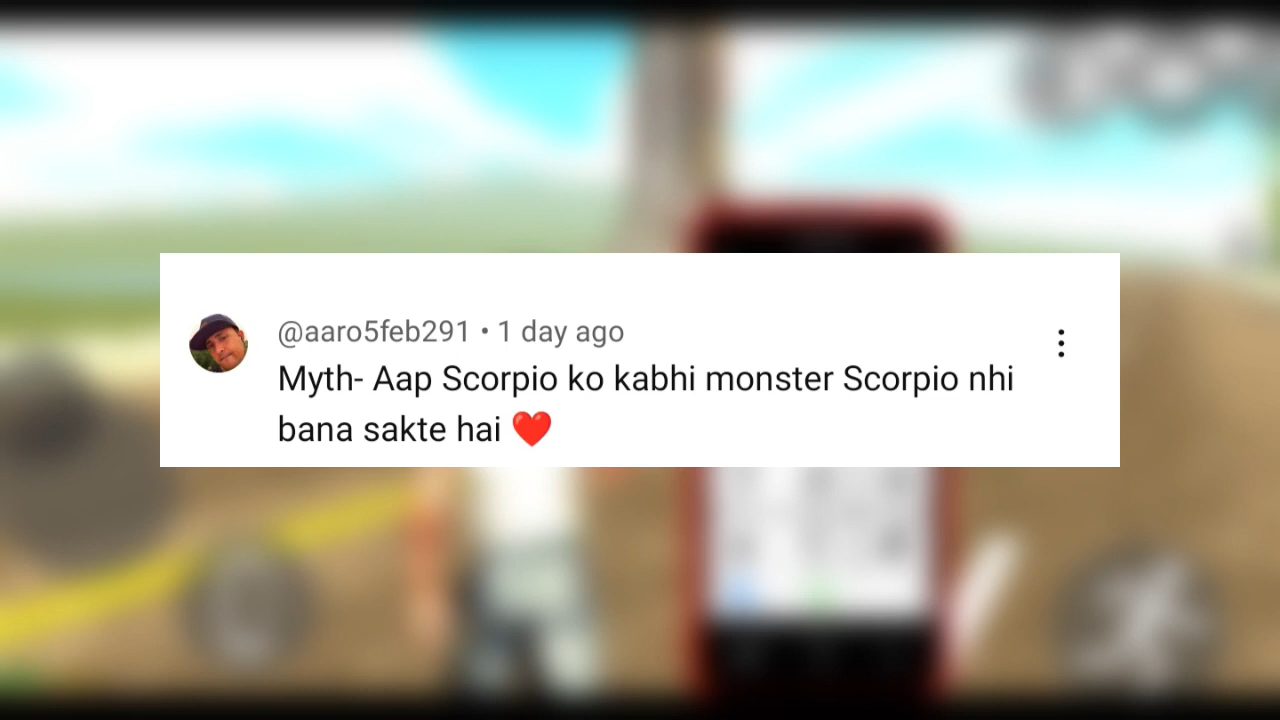 @aaro5feb291 • 1 day ago
Myth- Aap Scorpio ko kabhi monster Scorpio nhi
bana sakte hai ❤️